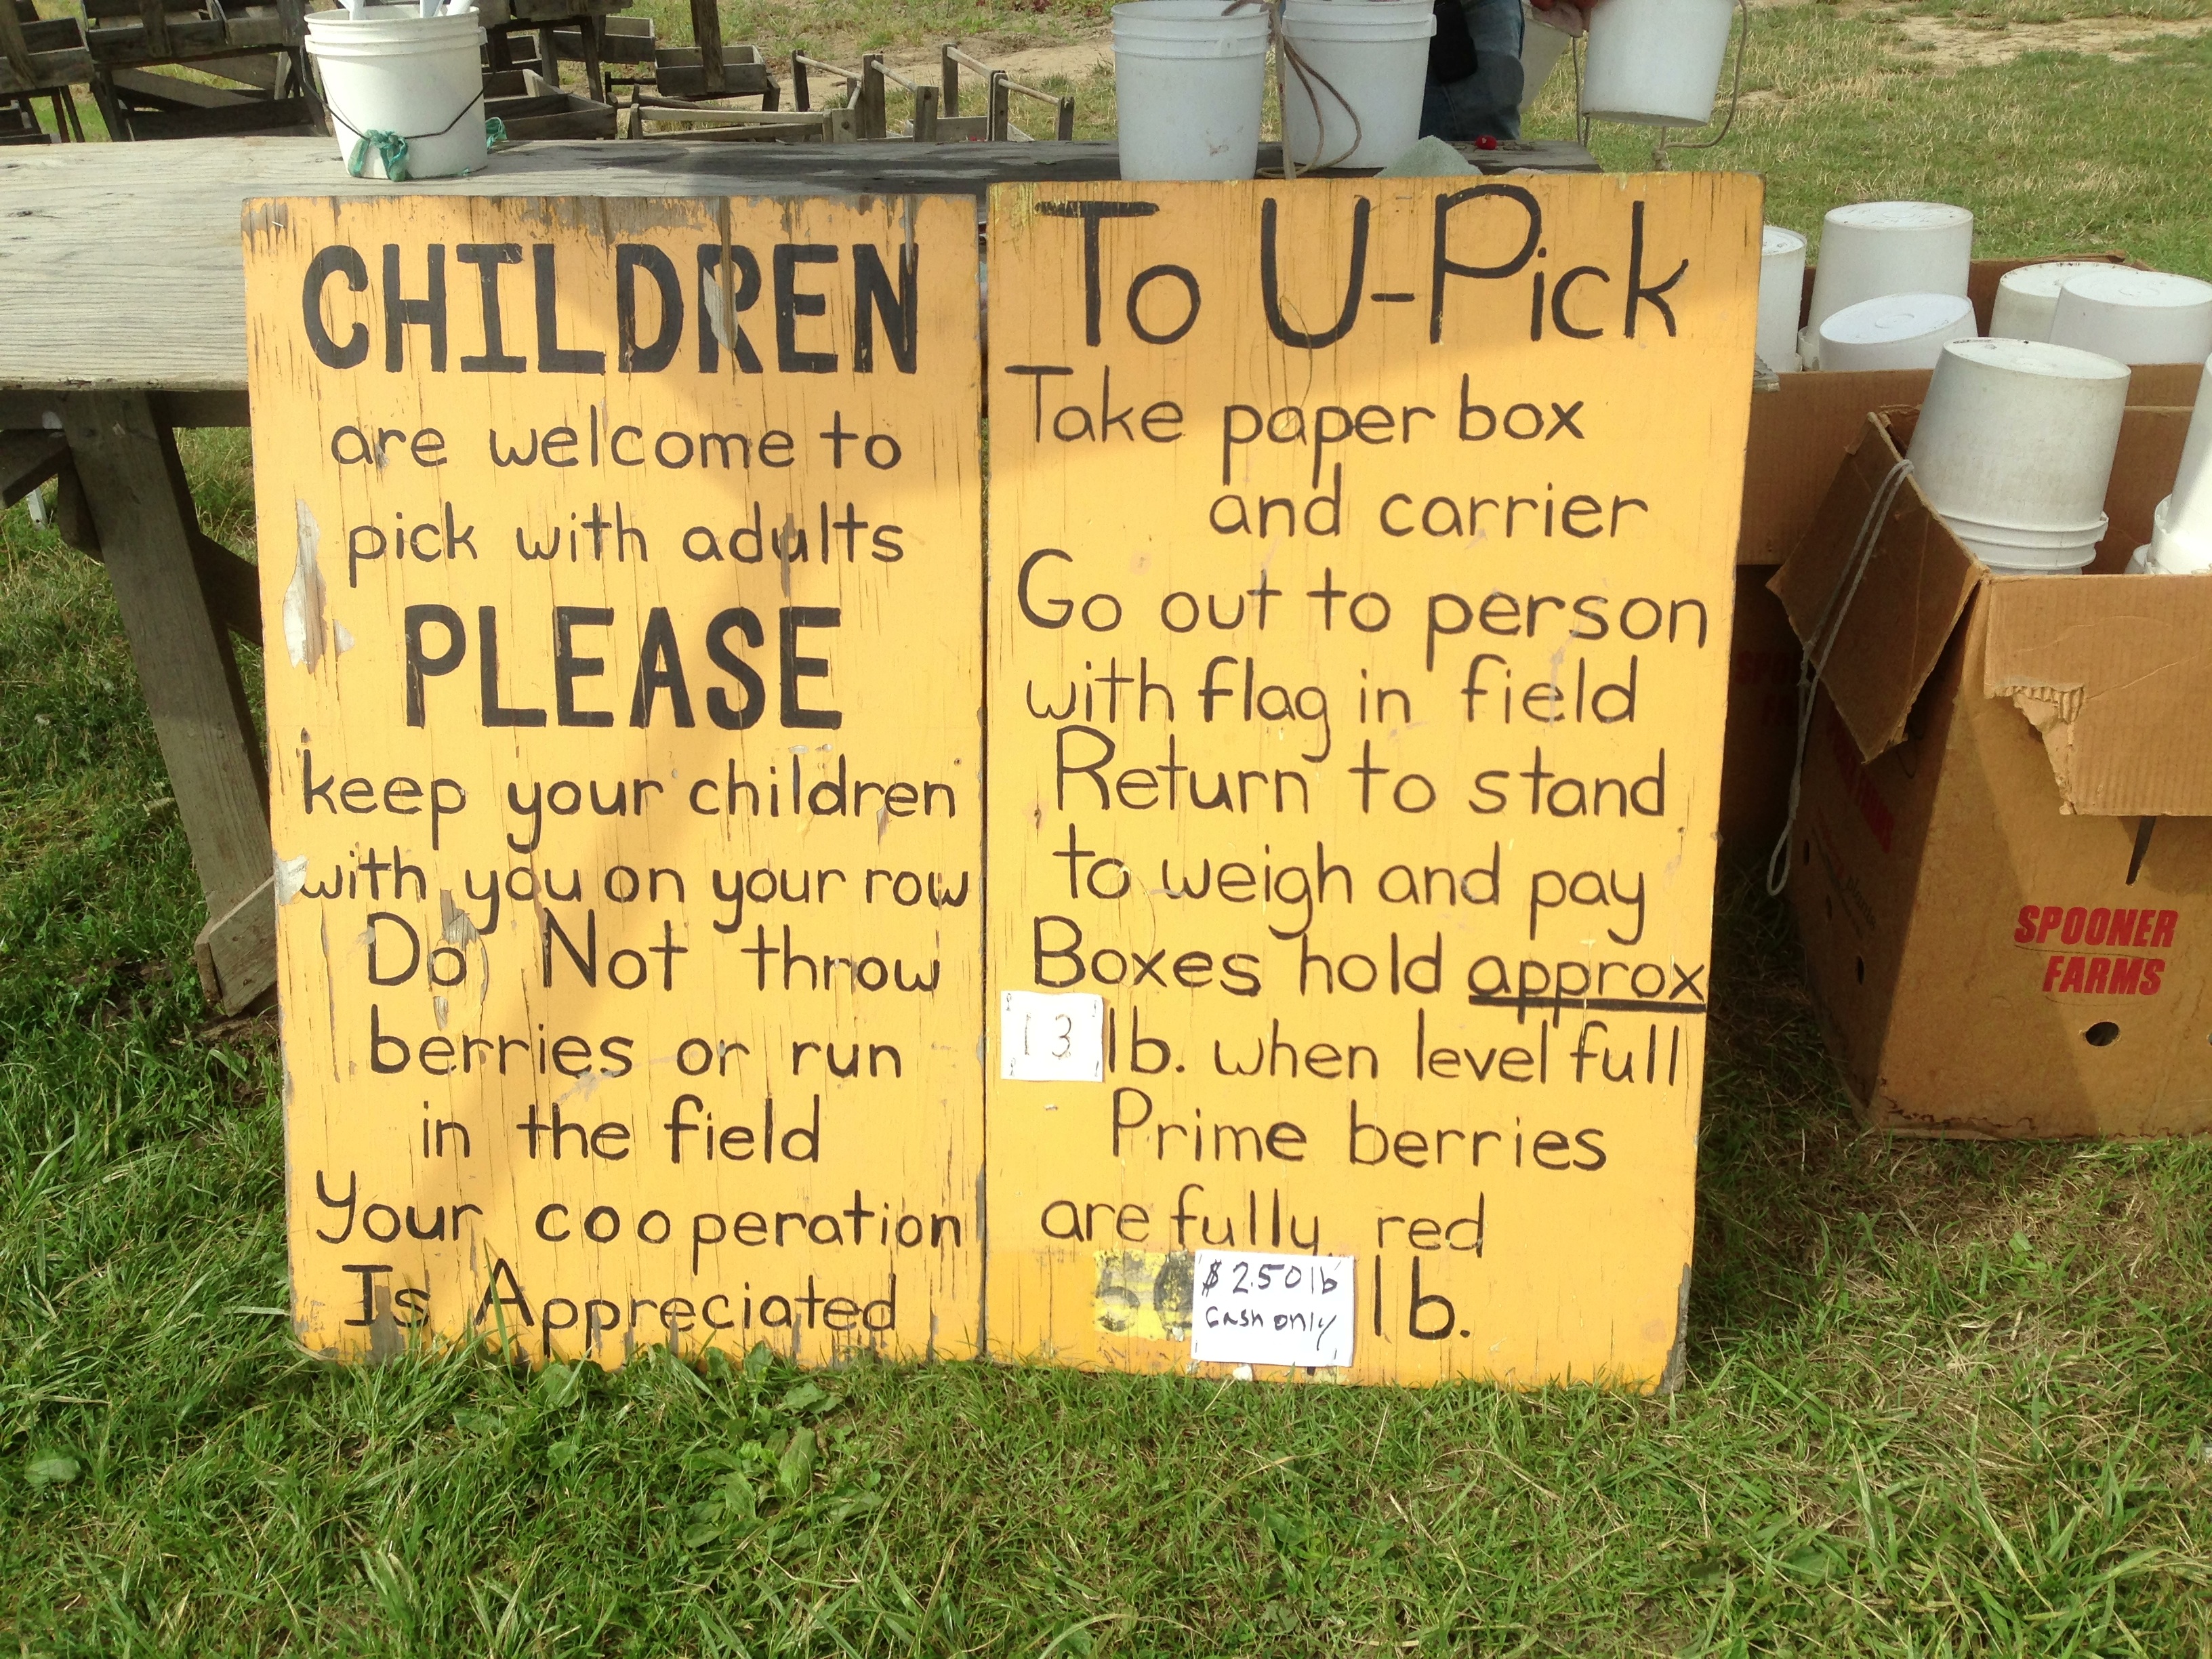 CHILDREN
are welcome to
pick with adults
PLEASE
keep your children
with you on your row
Do Not throw
berries or run
in the field
Your cooperation
Is Appreciated
To U-Pick
Take paper box
and carrier
Go out to person
with flag in field
Return to stand
to weigh and pay
Boxes hold approx
13 lb. when level full
Prime berries
are fully red
$2.50 lb
Cash only
lb.
SPOONER
FARMS